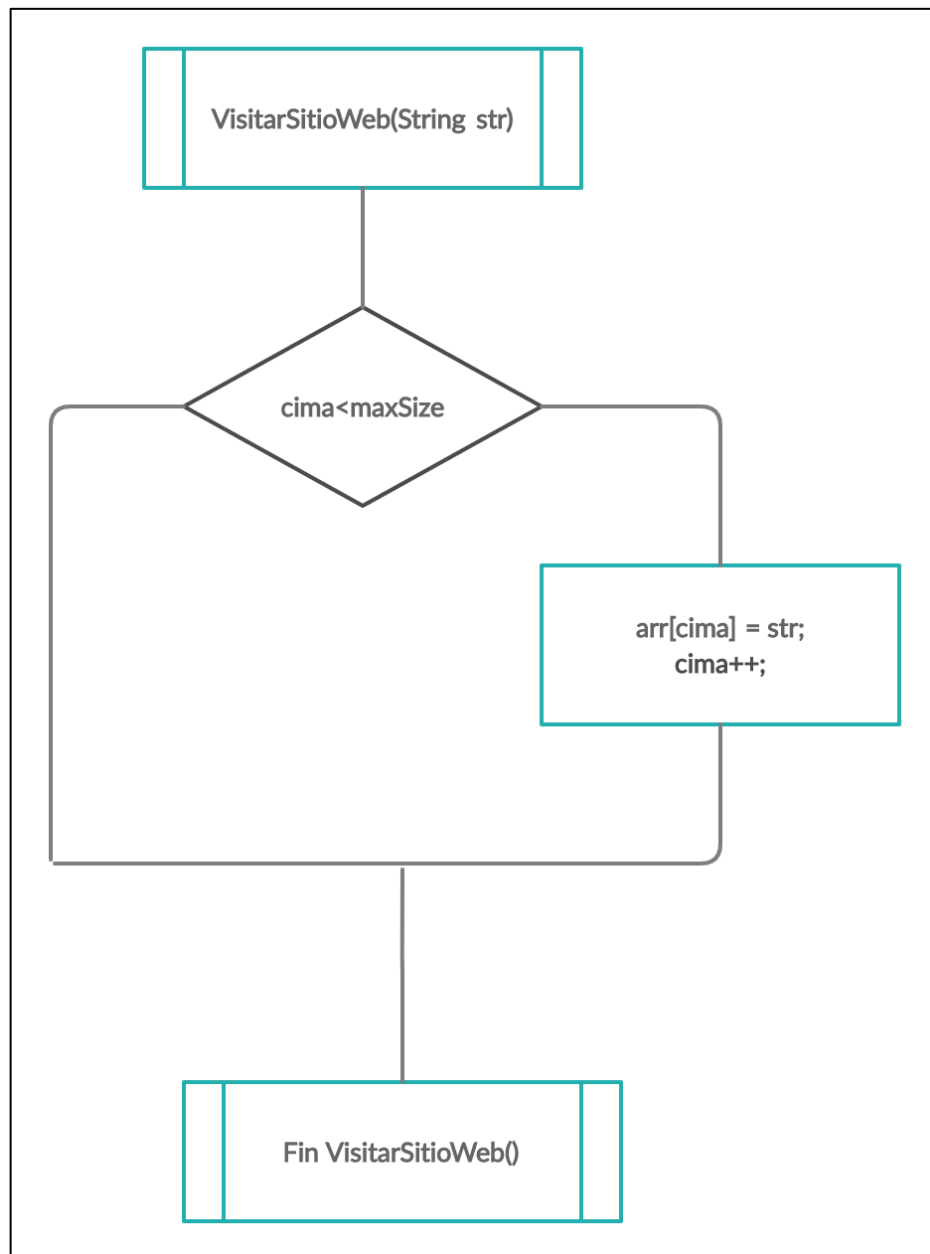 VisitarSitioWeb(String str)
cima<maxSize
arr[cima] = str;
cima++;
Fin VisitarSitioWeb()